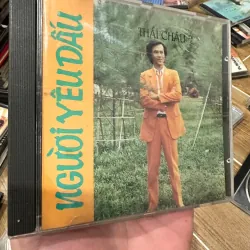 THÁI CHÂU
NGƯỜI YÊU DẤU